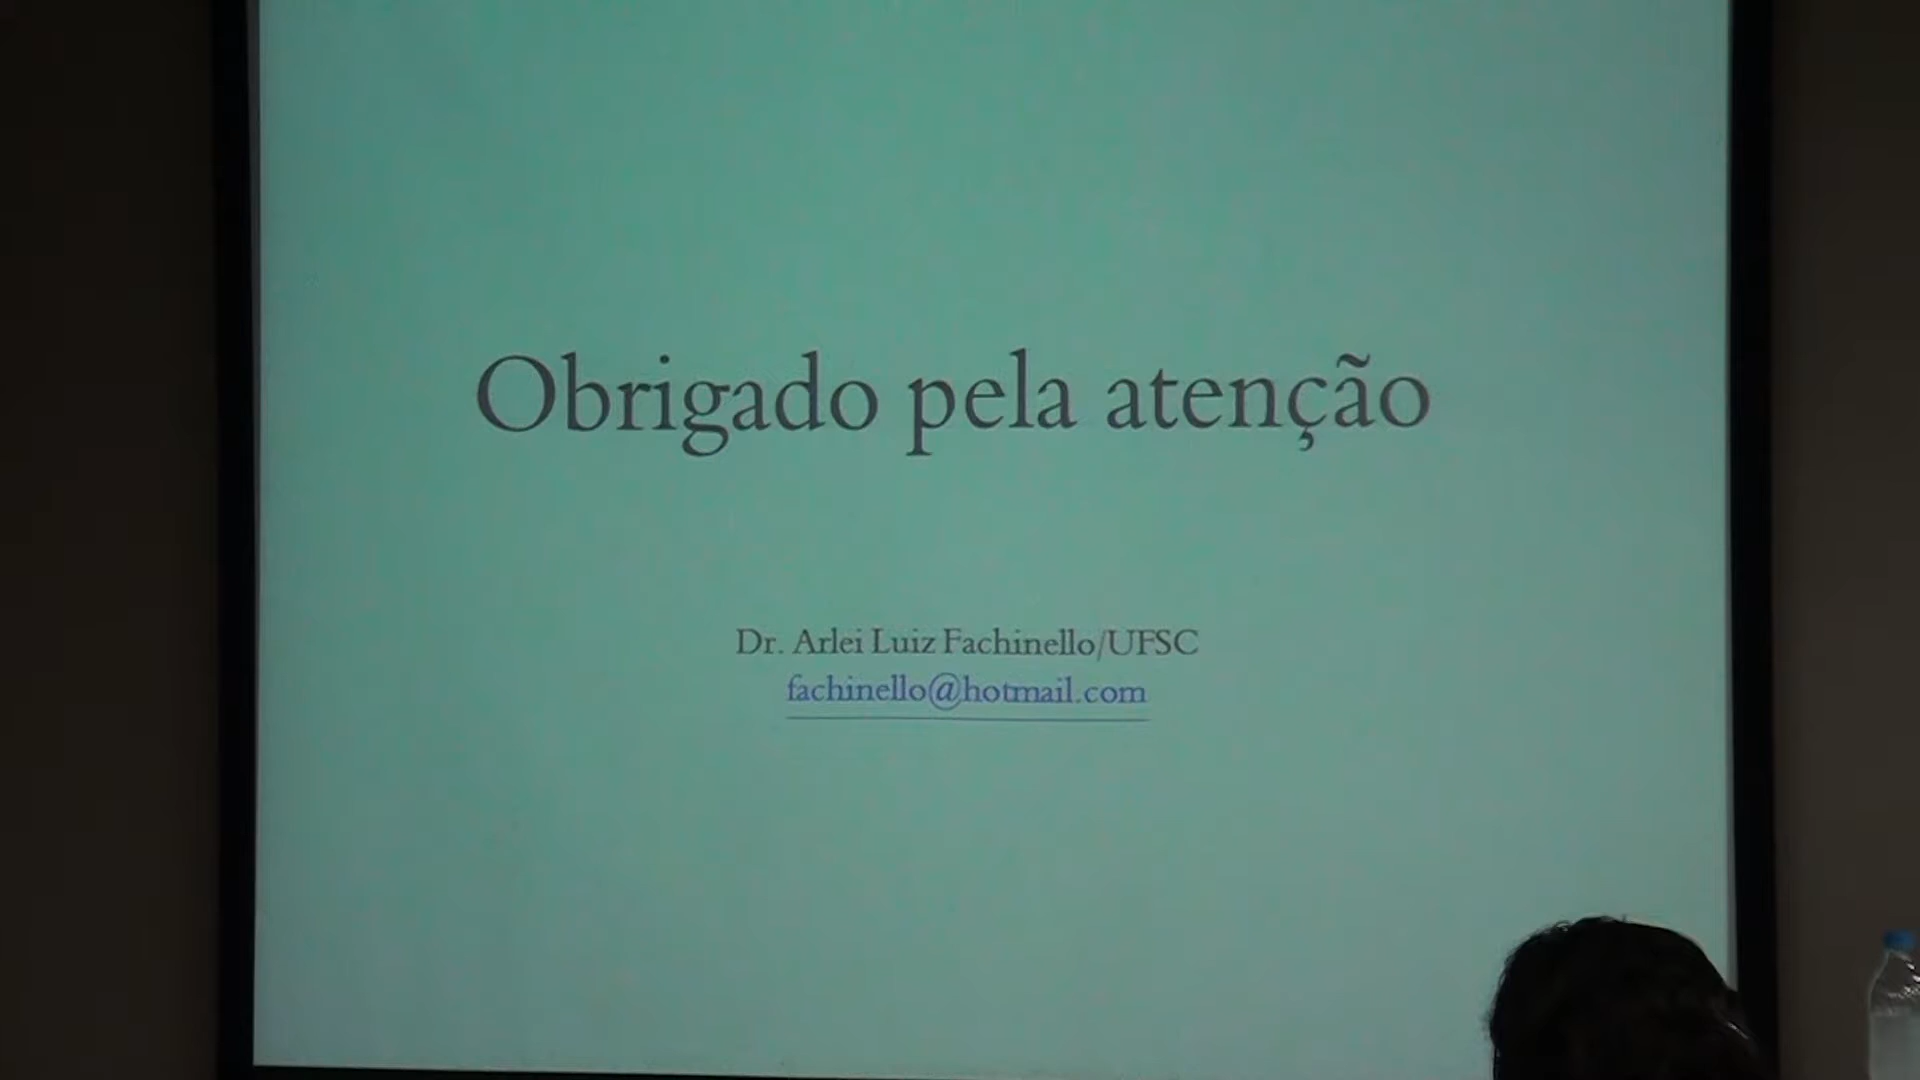 Obrigado pela atenção
Dr. Arlei Luiz Fachinello/UFSC
fachinello@hotmail.com